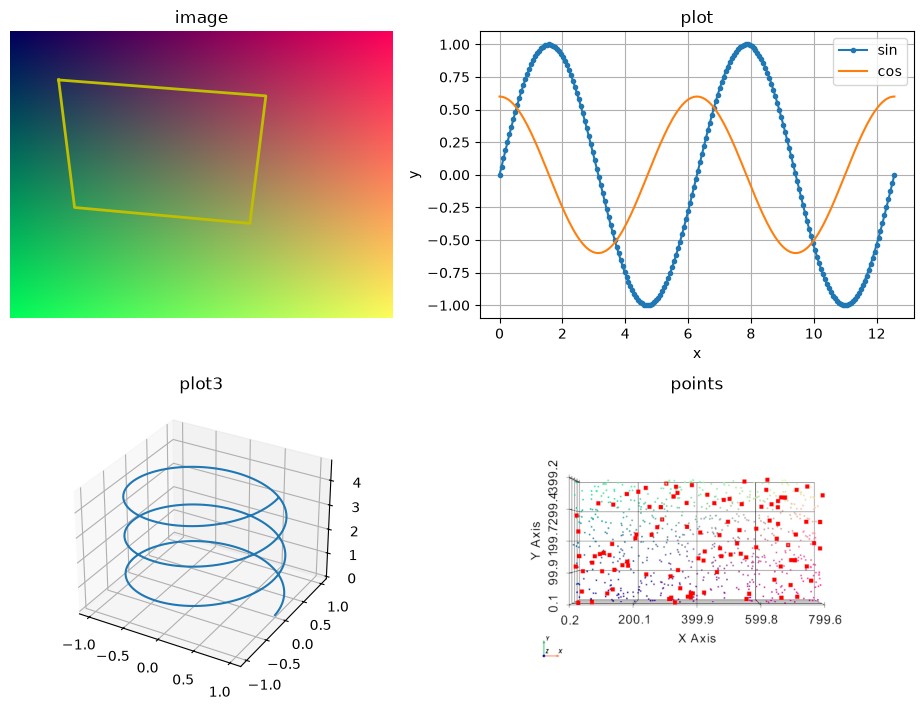 image
plot
1.00
0.75
0.50
0.25
0.00
−0.25
−0.50
−0.75
−1.00
y
sin
cos
0 2 4 6 8 10 12
x
plot3
4
3
2
1
0
−1.0 −0.5 0.0 0.5 1.0
−1.0 −0.5 0.0 0.5 1.0
points
Y Axis
399.2
299.4
199.7
99.9
0.1
0.2 200.1 399.9 599.8 799.6
X Axis
Y
Z X